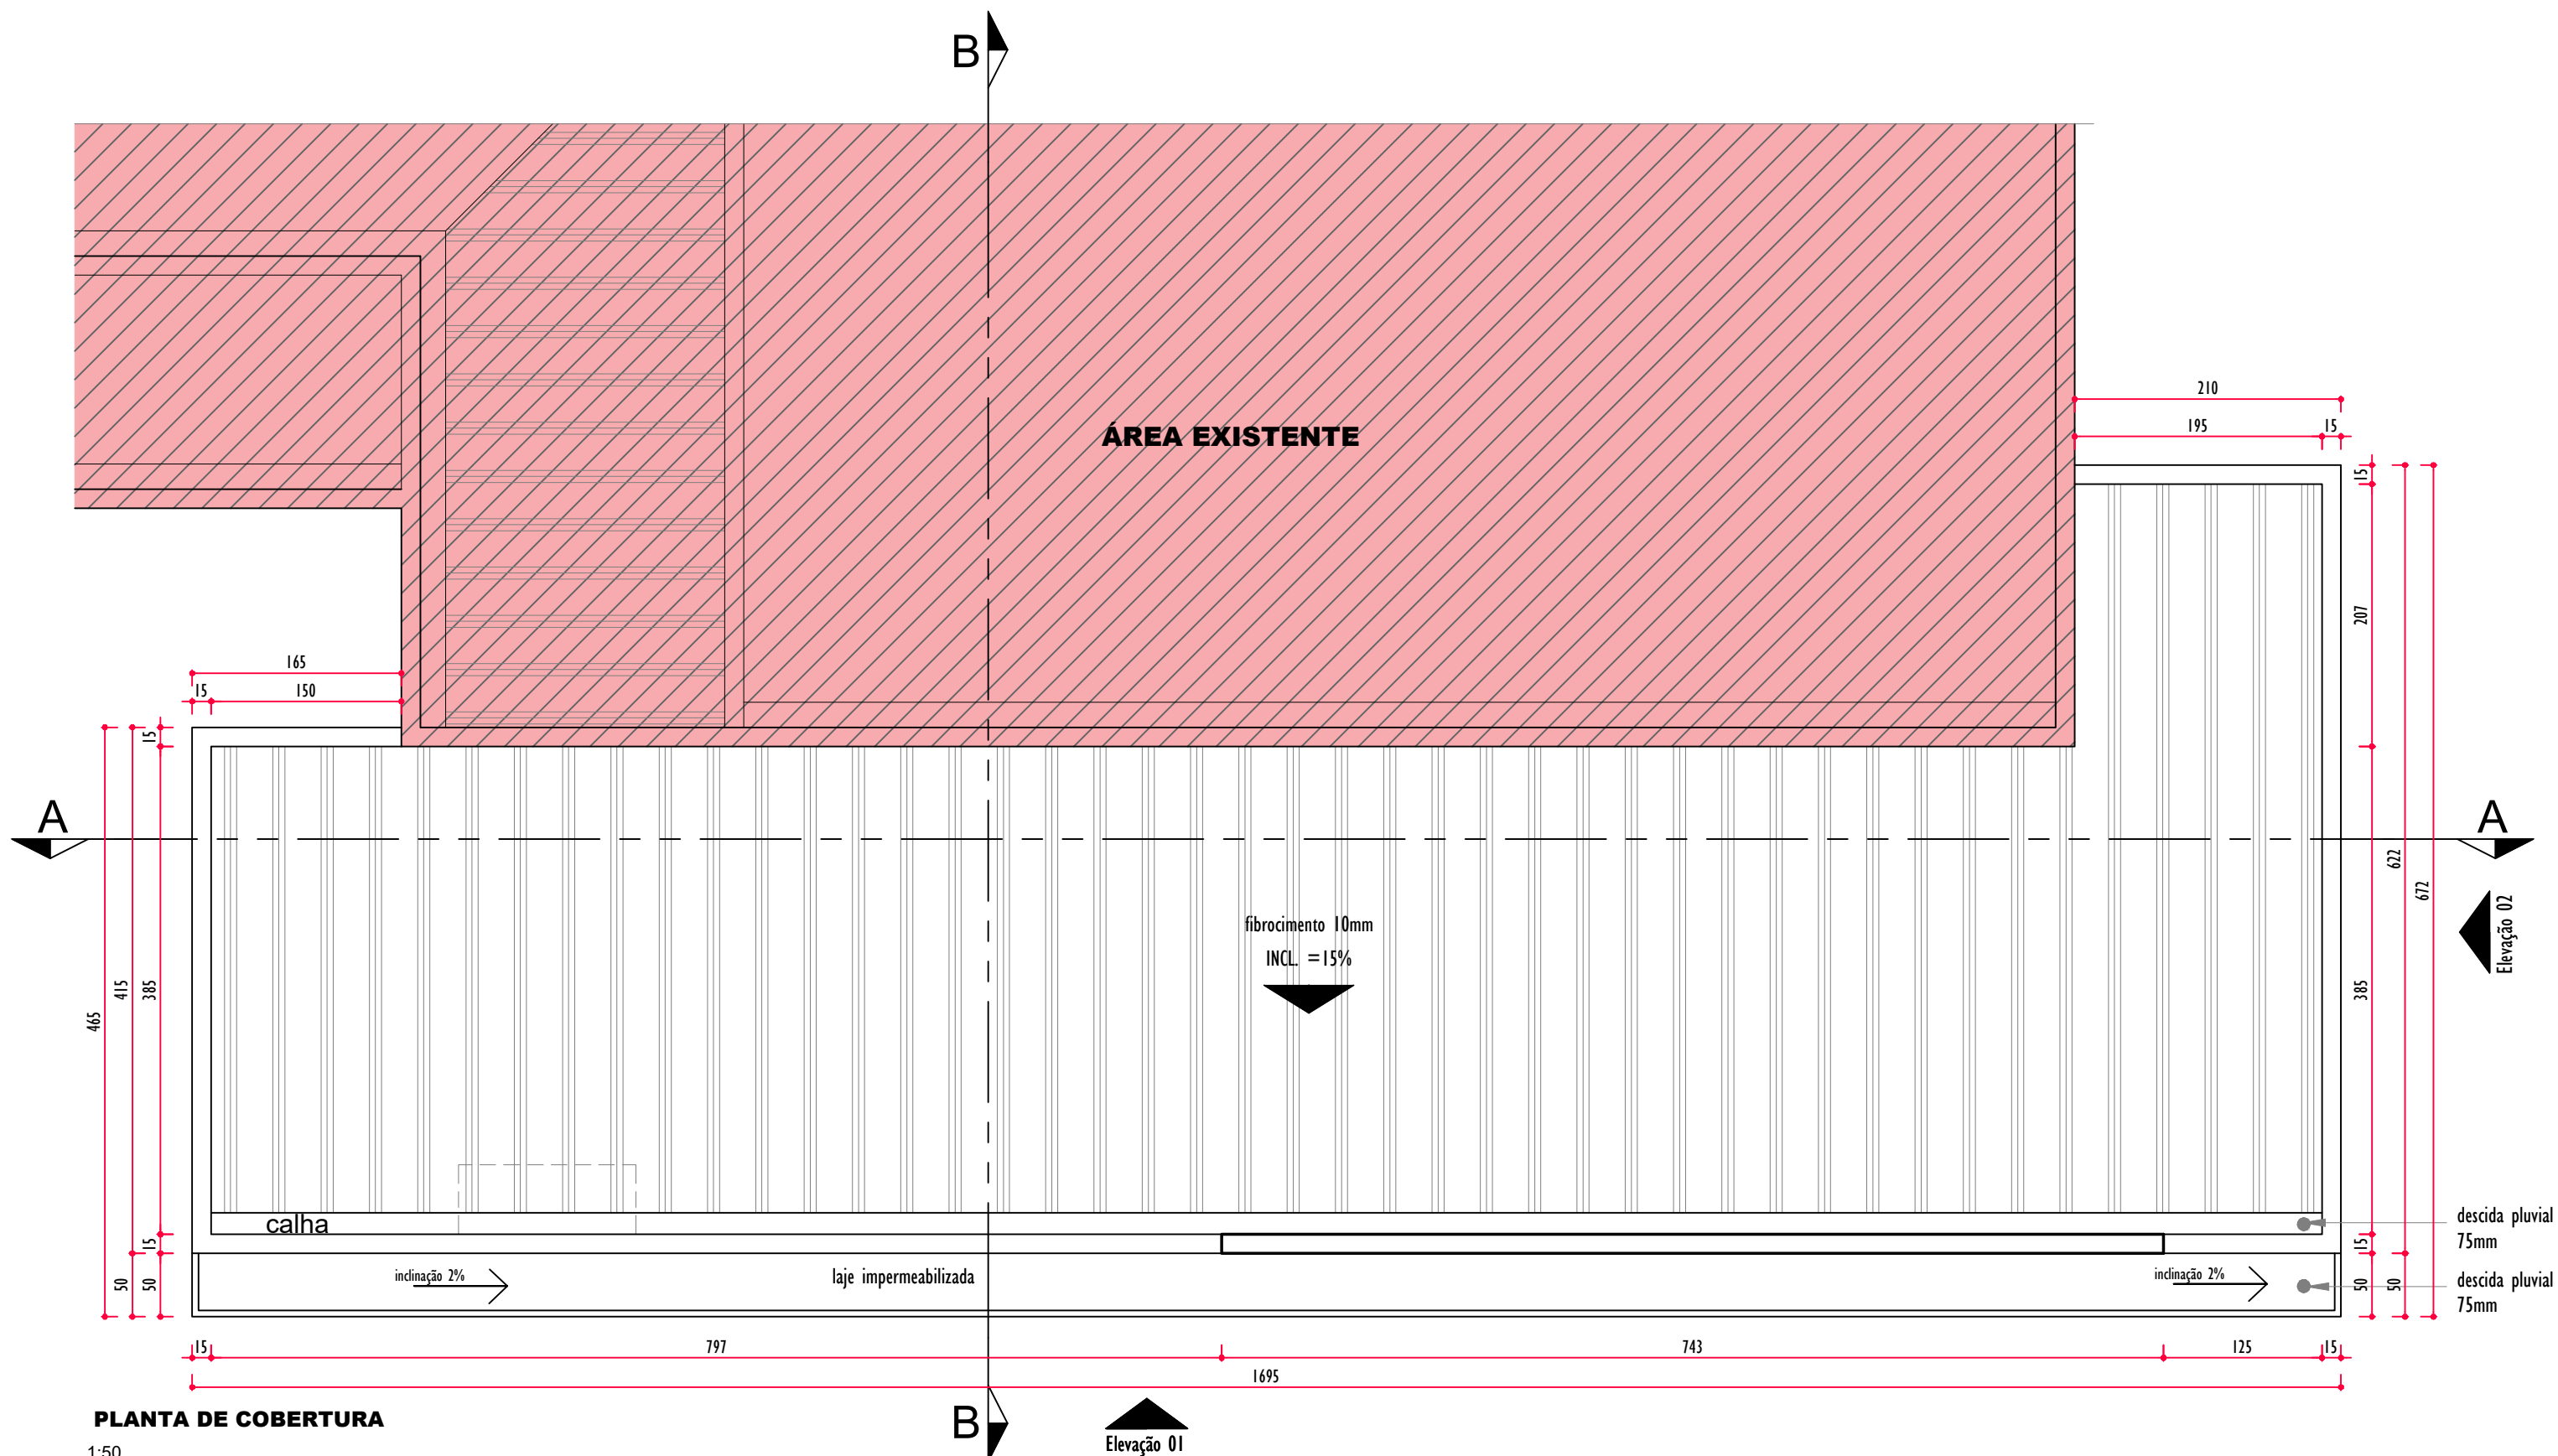 B
210
195
15
ÁREA EXISTENTE
15
207
165
15
150
15
A
A
622
672
Elevação 02
fibrocimento 10mm
INCL. =15%
465
415
385
385
calha
descida pluvial
75mm
15
15
inclinação 2%
laje impermeabilizada
inclinação 2%
descida pluvial
75mm
50
50
50
50
15
797
743
125
15
1695
PLANTA DE COBERTURA
1:50
B
Elevação 01